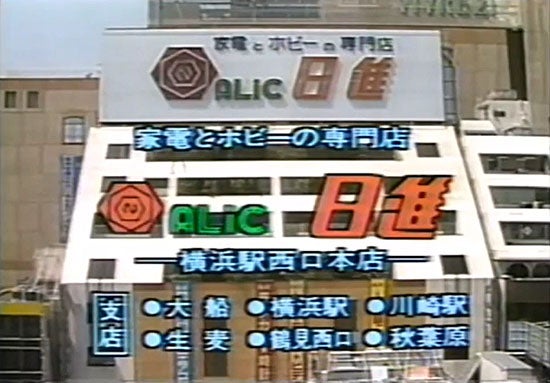 家電とホビーの専門店
ALiC 日進
家電とホビーの専門店
ALiC 日進
横浜駅西口本店
支店
●大船 ●横浜駅 ●川崎駅
●生麦 ●鶴見西口 ●秋葉原